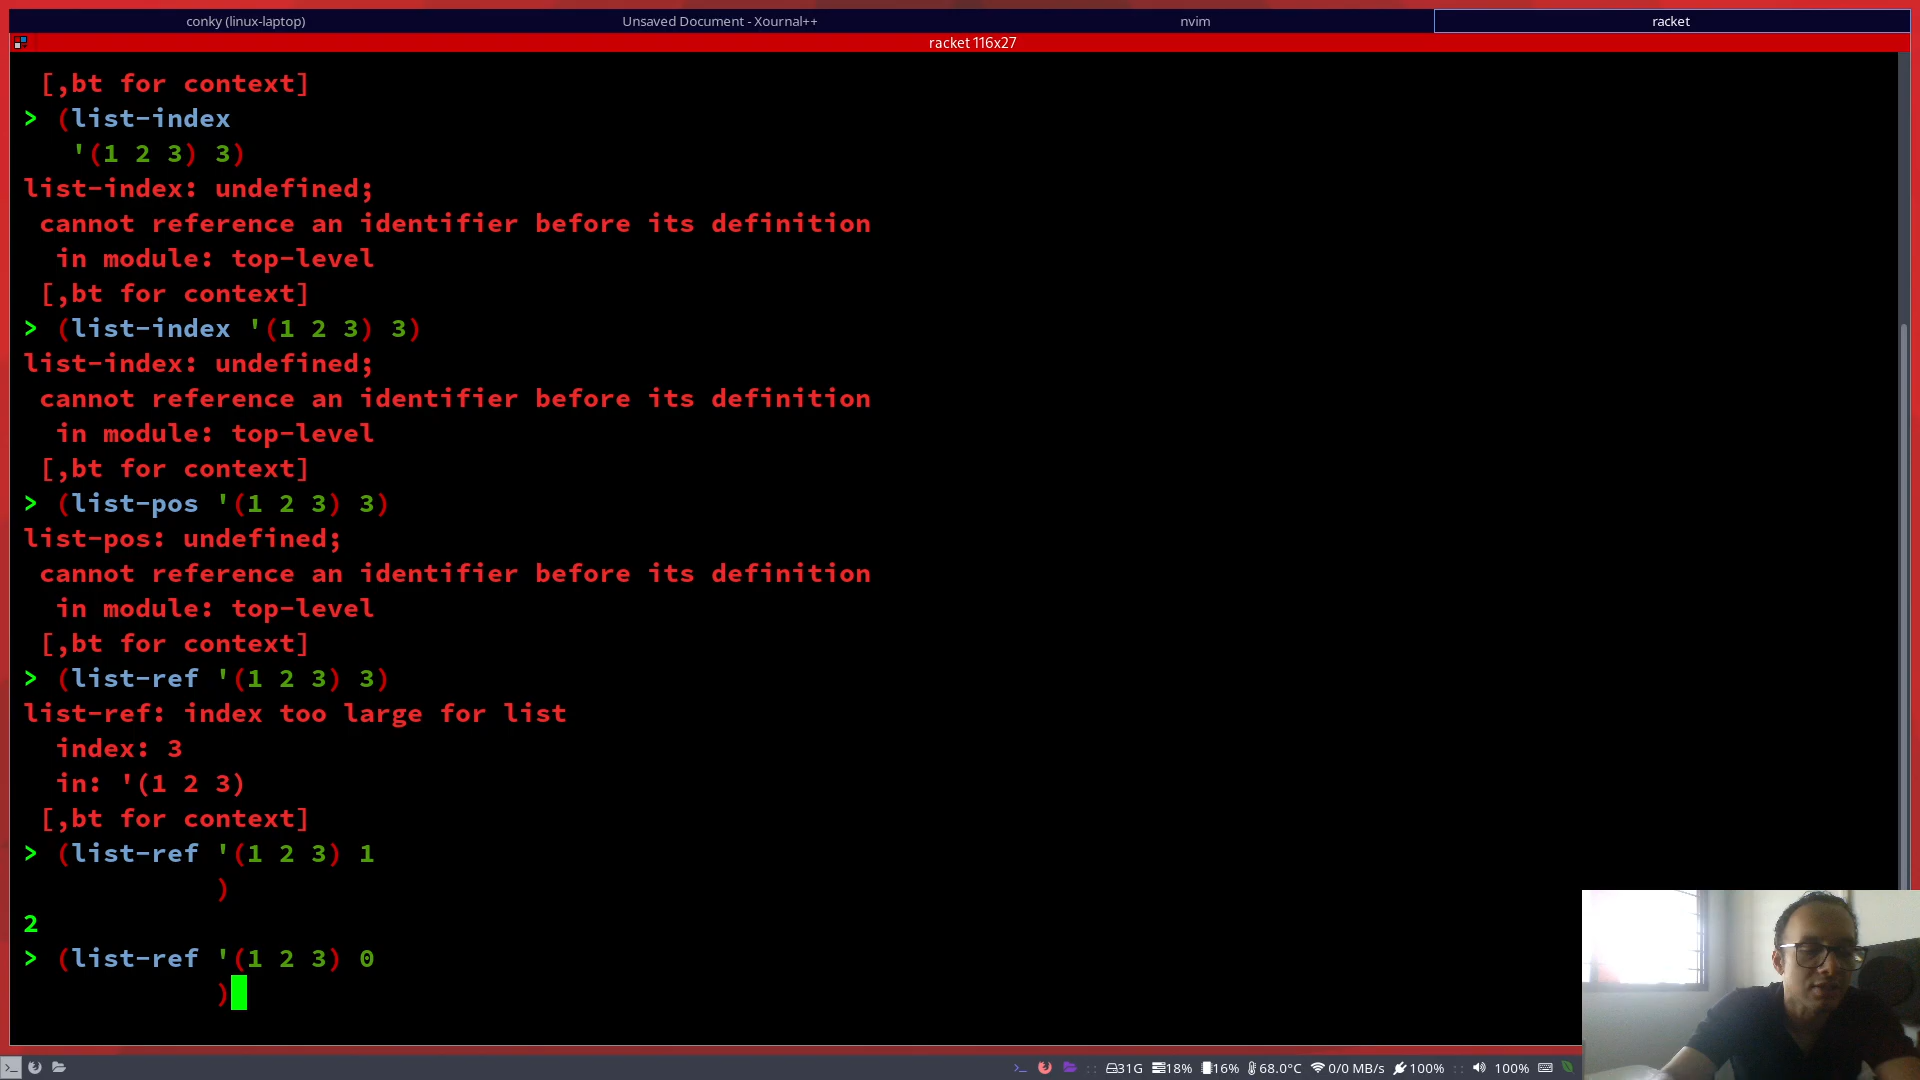 conky (linux-laptop)
Unsaved Document - Xournal++
nvim
racket
racket 116x27
[,bt for context]
> (list-index
'(1 2 3) 3)
list-index: undefined;
cannot reference an identifier before its definition
in module: top-level
[,bt for context]
> (list-index '(1 2 3) 3)
list-index: undefined;
cannot reference an identifier before its definition
in module: top-level
[,bt for context]
> (list-pos '(1 2 3) 3)
list-pos: undefined;
cannot reference an identifier before its definition
in module: top-level
[,bt for context]
> (list-ref '(1 2 3) 3)
list-ref: index too large for list
index: 3
in: '(1 2 3)
[,bt for context]
> (list-ref '(1 2 3) 1
)
2
> (list-ref '(1 2 3) 0
)
31G 18% 16% 68.0°C 0/0 MB/s 100% :: 100%